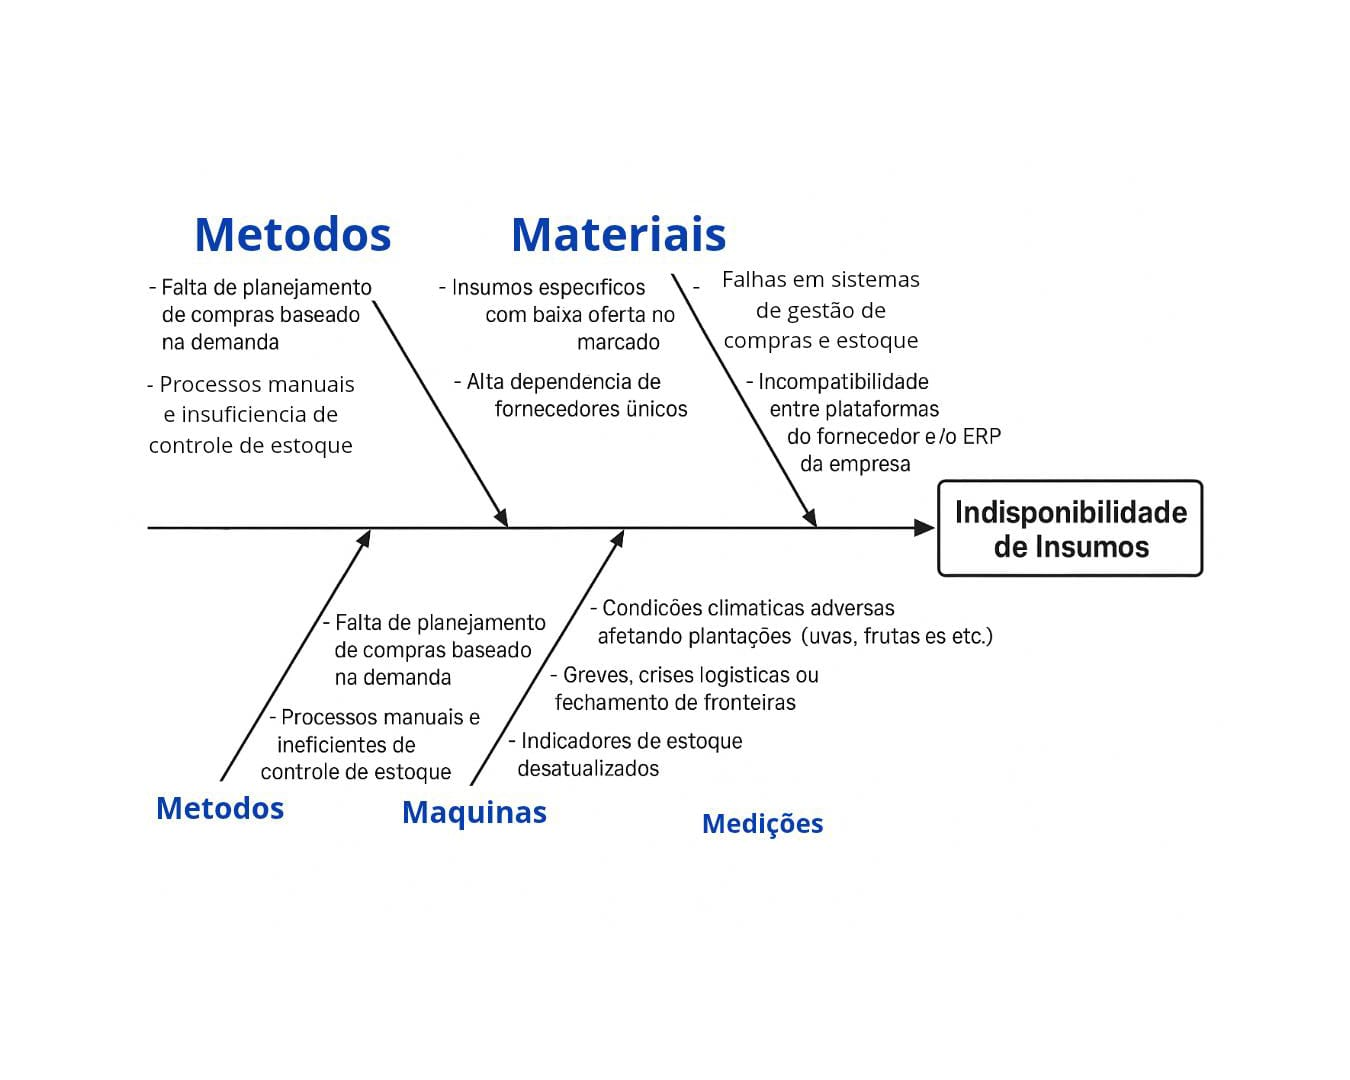 Metodos
- Falta de planejamento
de compras baseado
na demanda
- Processos manuais
e insuficiencia de
controle de estoque
Materiais
- Insumos especıficos
com baixa oferta no
marcado
- Alta dependencia de
fornecedores ünicos
- Falhas em sistemas
de gestão de
compras e estoque
- Incompatibilidade
entre plataformas
do fornecedor e/o ERP
da empresa
Indisponibilidade
de Insumos
- Falta de planejamento
de compras baseado
na demanda
- Processos manuais e
ineficientes de
controle de estoque
Metodos
- Condicôes climaticas adversas
afetando plantações (uvas, frutas es etc.)
- Greves, crises logisticas ou
fechamento de fronteiras
- Indicadores de estoque
desatualizados
Maquinas
Medições